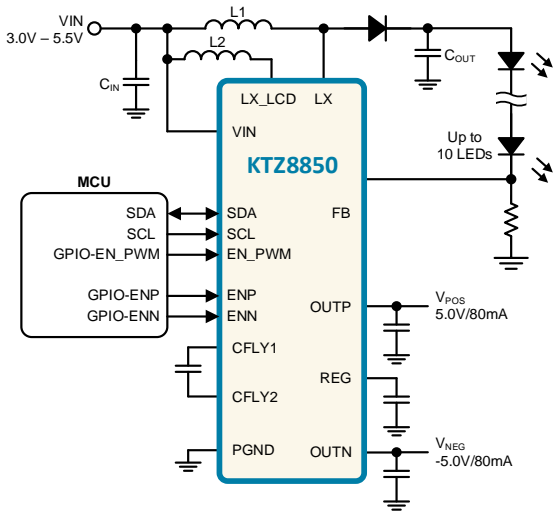 VIN
3.0V – 5.5V
L1
L2
CIN
COUT
LX_LCD
LX
VIN
KTZ8850
Up to
10 LEDs
MCU
SDA
SDA
FB
SCL
SCL
GPIO-EN_PWM
EN_PWM
GPIO-ENP
ENP
GPIO-ENN
ENN
OUTP
VPOS
5.0V/80mA
CFLY1
REG
CFLY2
PGND
OUTN
VNEG
-5.0V/80mA